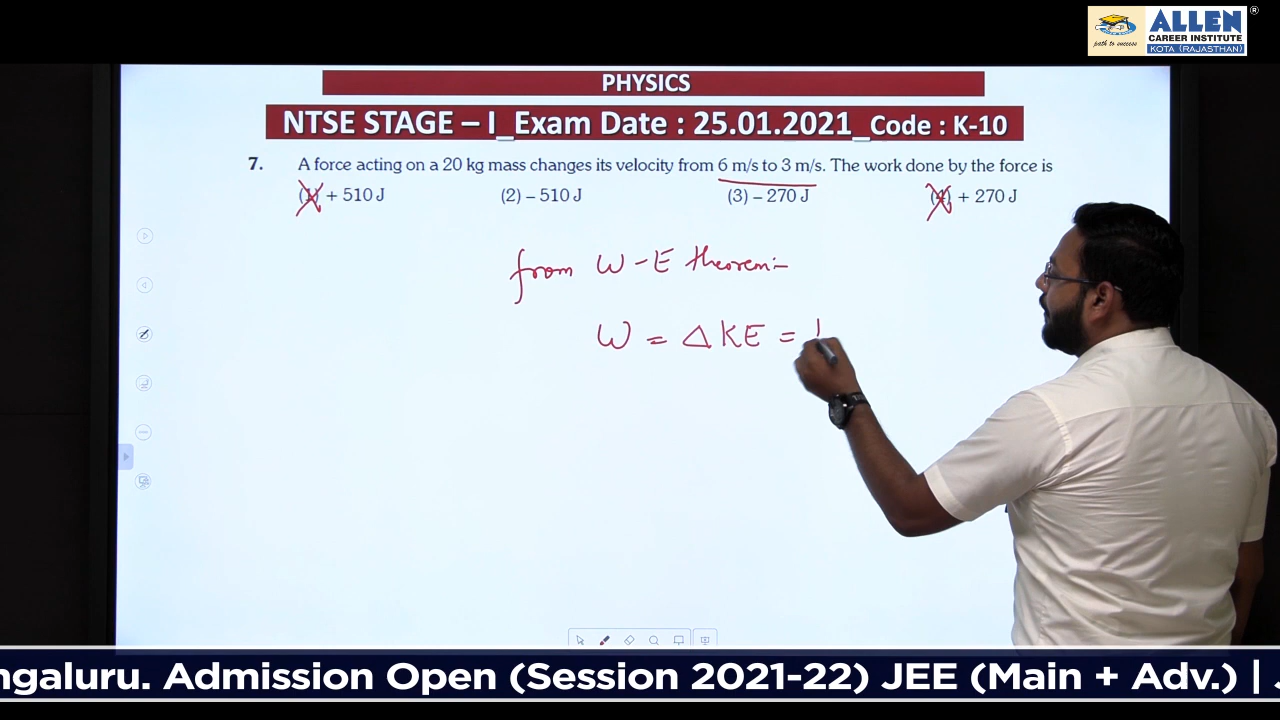 ALLEN ®
CAREER INSTITUTE
path to success
KOTA (RAJASTHAN)
PHYSICS
NTSE STAGE – I_Exam Date : 25.01.2021_Code : K-10
7. A force acting on a 20 kg mass changes its velocity from 6 m/s to 3 m/s. The work done by the force is
(1) + 510 J (2) – 510 J (3) – 270 J (4) + 270 J
from W-E theorem:-
W = ΔKE = 1
ngaluru. Admission Open (Session 2021-22) JEE (Main + Adv.) |